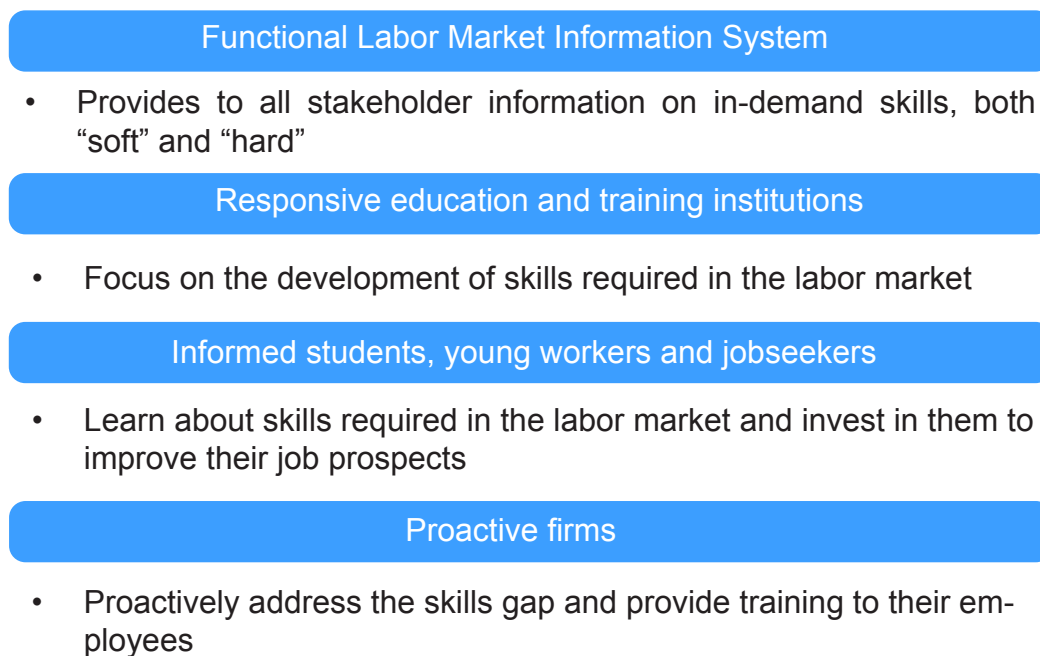 Functional Labor Market Information System
• Provides to all stakeholder information on in-demand skills, both
“soft” and “hard”
Responsive education and training institutions
• Focus on the development of skills required in the labor market
Informed students, young workers and jobseekers
• Learn about skills required in the labor market and invest in them to
improve their job prospects
Proactive firms
• Proactively address the skills gap and provide training to their em-
ployees